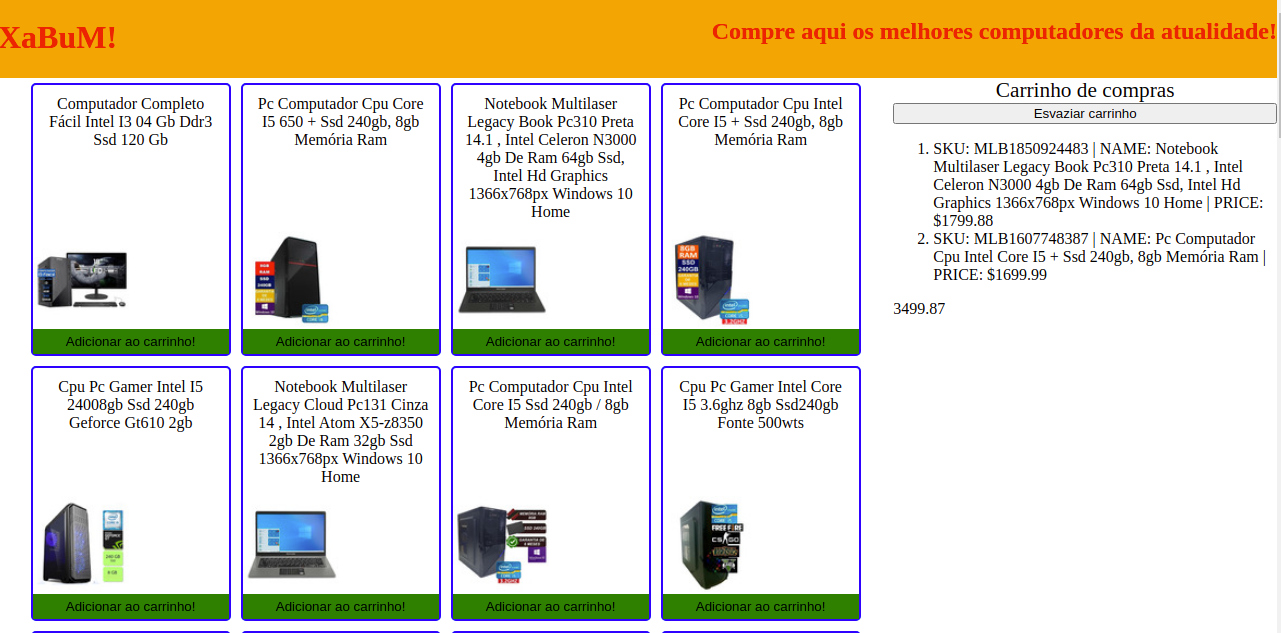 XaBuM!
Compre aqui os melhores computadores da atualidade!
Computador Completo
Fácil Intel I3 04 Gb Ddr3
Ssd 120 Gb
Adicionar ao carrinho!
Pc Computador Cpu Core
I5 650 + Ssd 240gb, 8gb
Memória Ram
Adicionar ao carrinho!
Notebook Multilaser
Legacy Book Pc310 Preta
14.1 , Intel Celeron N3000
4gb De Ram 64gb Ssd,
Intel Hd Graphics
1366x768px Windows 10
Home
Adicionar ao carrinho!
Pc Computador Cpu Intel
Core I5 + Ssd 240gb, 8gb
Memória Ram
8GB
RAM
SSD
240GB
Adicionar ao carrinho!
Cpu Pc Gamer Intel I5
24008gb Ssd 240gb
Geforce Gt610 2gb
Adicionar ao carrinho!
Notebook Multilaser
Legacy Cloud Pc131 Cinza
14 , Intel Atom X5-z8350
2gb De Ram 32gb Ssd
1366x768px Windows 10
Home
Adicionar ao carrinho!
Pc Computador Cpu Intel
Core I5 Ssd 240gb / 8gb
Memória Ram
Adicionar ao carrinho!
Cpu Pc Gamer Intel Core
I5 3.6ghz 8gb Ssd240gb
Fonte 500wts
FREE FIRE
CS GO
Adicionar ao carrinho!
Carrinho de compras
Esvaziar carrinho
1. SKU: MLB1850924483 | NAME: Notebook
Multilaser Legacy Book Pc310 Preta 14.1 , Intel
Celeron N3000 4gb De Ram 64gb Ssd, Intel Hd
Graphics 1366x768px Windows 10 Home | PRICE:
$1799.88
2. SKU: MLB1607748387 | NAME: Pc Computador
Cpu Intel Core I5 + Ssd 240gb, 8gb Memória Ram |
PRICE: $1699.99
3499.87